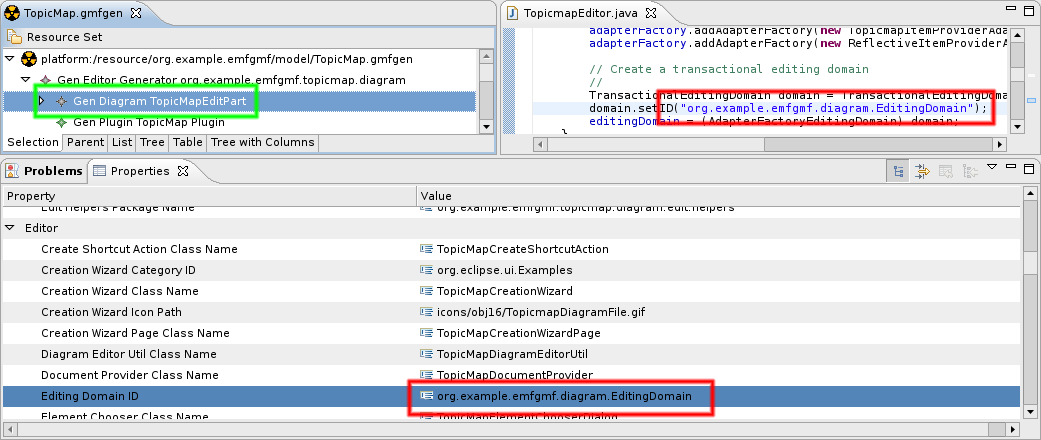 TopicMap.gmfgen
Resource Set
platform:/resource/org.example.emfgmf/model/TopicMap.gmfgen
Gen Editor Generator org.example.emfgmf.topicmap.diagram
Gen Diagram TopicMapEditPart
Gen Plugin TopicMap Plugin
Selection Parent List Tree Table Tree with Columns
TopicmapEditor.java
adapterFactory.addAdapterFactory(new TopicmapItemProviderAda
adapterFactory.addAdapterFactory(new ReflectiveItemProviderA
// Create a transactional editing domain
//
TransactionalEditingDomain domain = TransactionalEditingDoma
domain.setID("org.example.emfgmf.diagram.EditingDomain");
editingDomain = (AdapterFactoryEditingDomain) domain;
}
Problems Properties
Property Value
Edit Helpers Package Name org.example.emfgmf.topicmap.diagram.edit.helpers
Editor
Create Shortcut Action Class Name TopicMapCreateShortcutAction
Creation Wizard Category ID org.eclipse.ui.Examples
Creation Wizard Class Name TopicMapCreationWizard
Creation Wizard Icon Path icons/obj16/TopicmapDiagramFile.gif
Creation Wizard Page Class Name TopicMapCreationWizardPage
Diagram Editor Util Class Name TopicMapDiagramEditorUtil
Document Provider Class Name TopicMapDocumentProvider
Editing Domain ID org.example.emfgmf.diagram.EditingDomain
Element Chooser Class Name TopicMapElementChooserDialog